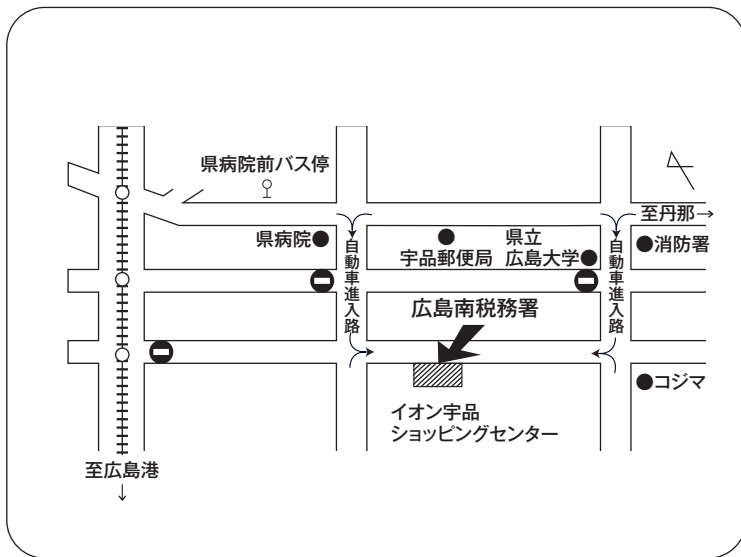 県病院前バス停
至丹那→
県病院
宇品郵便局
県立
広島大学
消防署
自動車進入路
自動車進入路
広島南税務署
コジマ
イオン宇品
ショッピングセンター
至広島港
↓